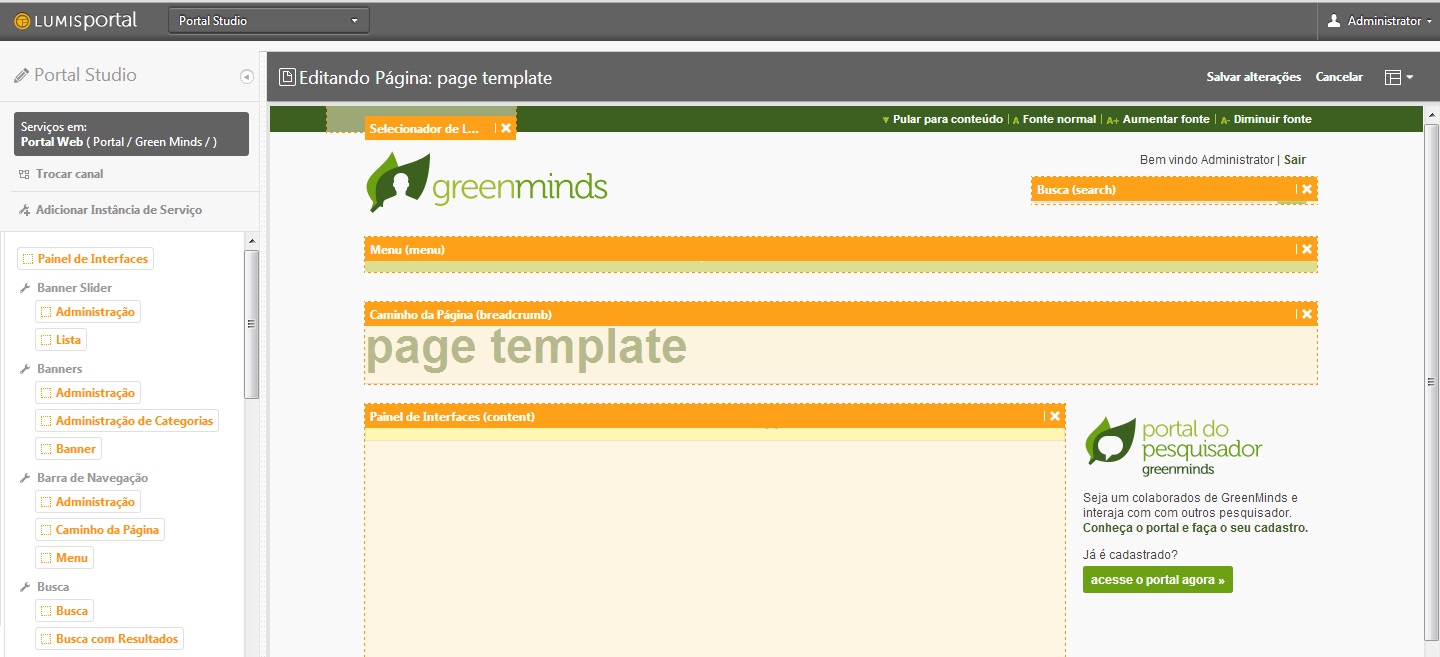 LUMISPORTAL
Portal Studio
Administrator
Portal Studio
Editando Página: page template
Salvar alterações
Cancelar
Serviços em:
Portal Web ( Portal / Green Minds / )
Trocar canal
Adicionar Instância de Serviço
Painel de Interfaces
Banner Slider
Administração
Lista
Banners
Administração
Administração de Categorias
Banner
Barra de Navegação
Administração
Caminho da Página
Menu
Busca
Busca
Busca com Resultados
Selecionador de L...
Pular para conteúdo | A Fonte normal | A+ Aumentar fonte | A- Diminuir fonte
greenminds
Bem vindo Administrator | Sair
Busca (search)
Menu (menu)
Caminho da Página (breadcrumb)
page template
Painel de Interfaces (content)
portal do
pesquisador
greenminds
Seja um colaborados de GreenMinds e
interaja com com outros pesquisador.
Conheça o portal e faça o seu cadastro.
Já é cadastrado?
acesse o portal agora »